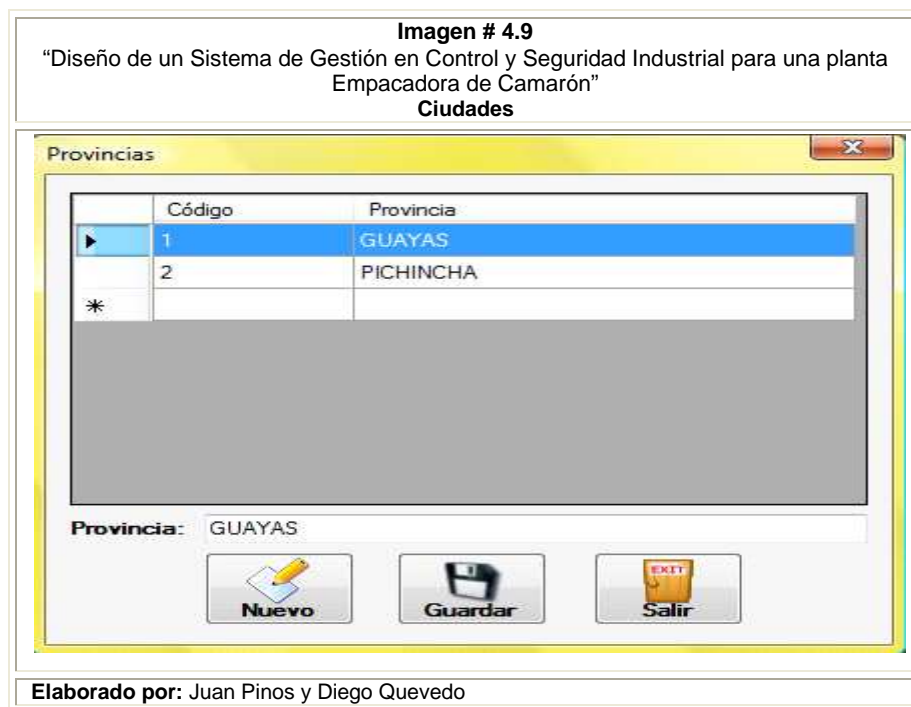 Imagen # 4.9
“Diseño de un Sistema de Gestión en Control y Seguridad Industrial para una planta
Empacadora de Camarón”
Ciudades
Provincias
Código Provincia
1 GUAYAS
2 PICHINCHA
Provincia: GUAYAS
EXIT
Nuevo Guardar Salir
Elaborado por: Juan Pinos y Diego Quevedo